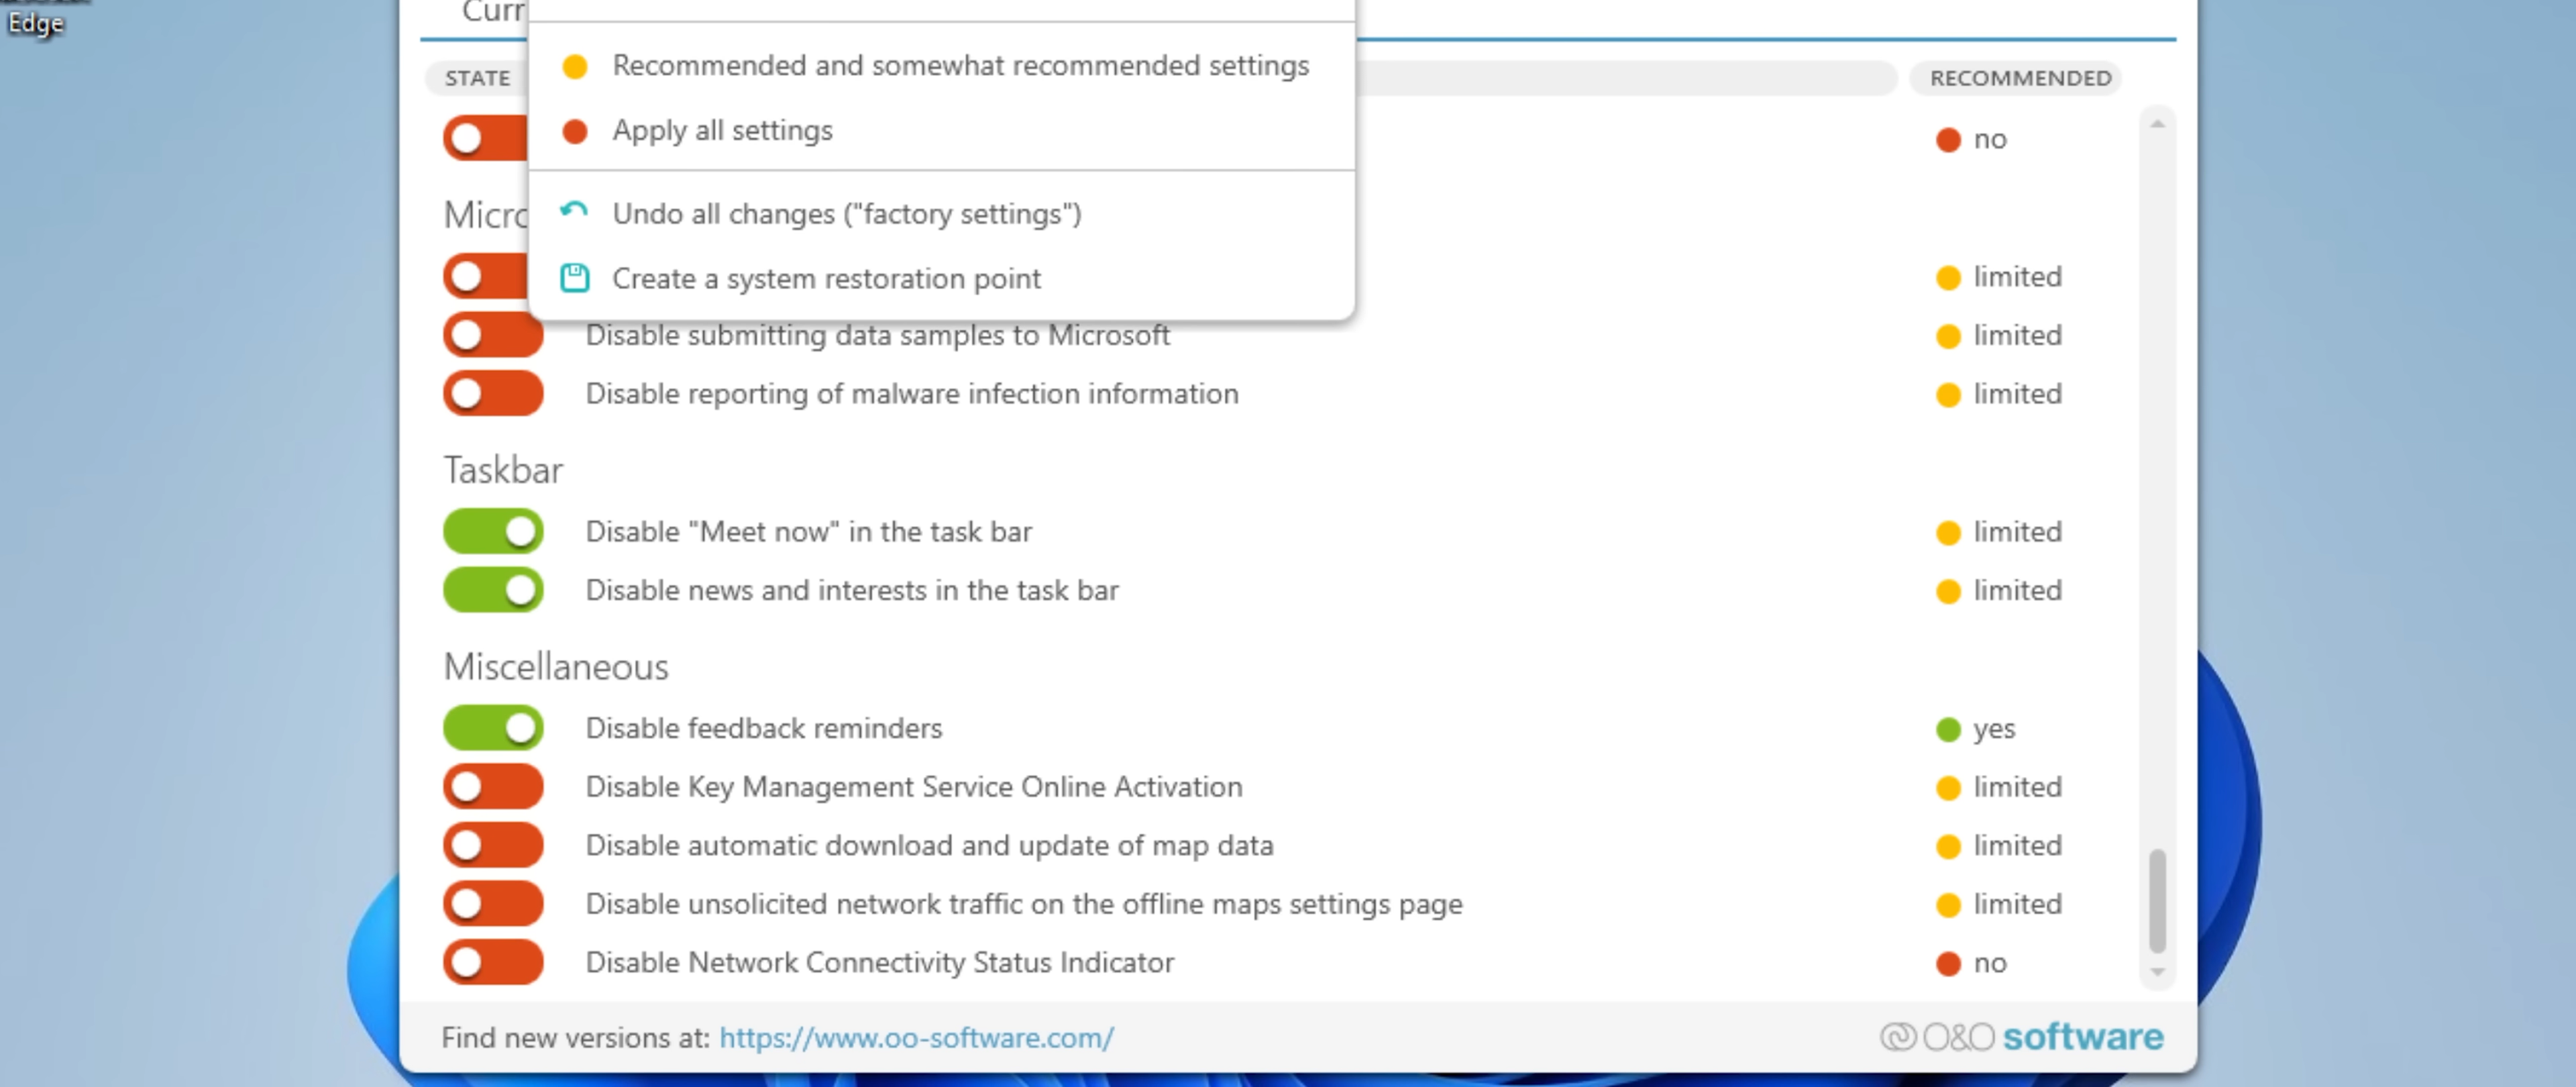 Edge
Curr
Recommended and somewhat recommended settings
STATE
RECOMMENDED
Apply all settings
no
Micro
Undo all changes ("factory settings")
Create a system restoration point
limited
Disable submitting data samples to Microsoft
limited
Disable reporting of malware infection information
limited
Taskbar
Disable "Meet now" in the task bar
limited
Disable news and interests in the task bar
limited
Miscellaneous
Disable feedback reminders
yes
Disable Key Management Service Online Activation
limited
Disable automatic download and update of map data
limited
Disable unsolicited network traffic on the offline maps settings page
limited
Disable Network Connectivity Status Indicator
no
Find new versions at: https://www.oo-software.com/
O&O software